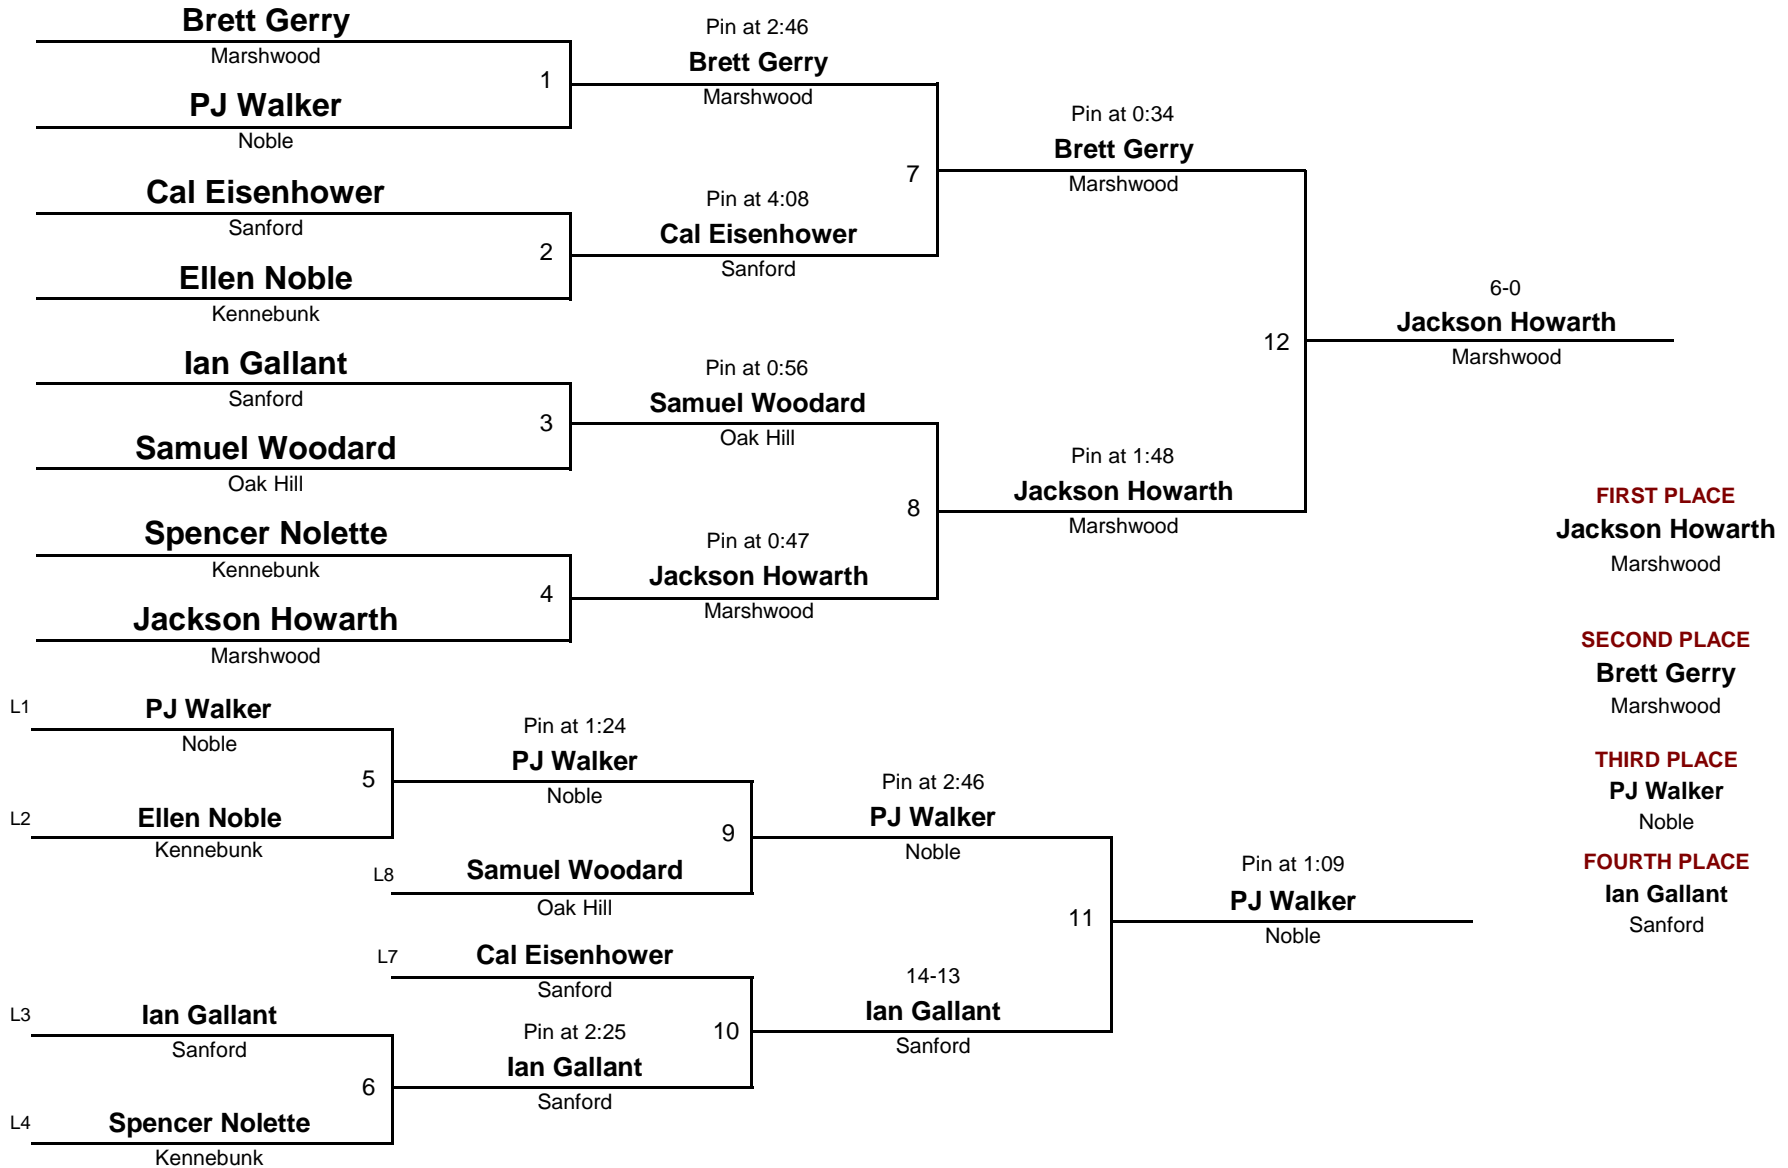 Brett Gerry
Marshwood
1
PJ Walker
Noble
Cal Eisenhower
Sanford
2
Ellen Noble
Kennebunk
Ian Gallant
Sanford
3
Samuel Woodard
Oak Hill
Spencer Nolette
Kennebunk
4
Jackson Howarth
Marshwood
Pin at 2:46
Brett Gerry
Marshwood
7
Pin at 4:08
Cal Eisenhower
Sanford
Pin at 0:56
Samuel Woodard
Oak Hill
8
Pin at 0:47
Jackson Howarth
Marshwood
Pin at 0:34
Brett Gerry
Marshwood
12
Pin at 1:48
Jackson Howarth
Marshwood
6-0
Jackson Howarth
Marshwood
L1
PJ Walker
Noble
5
L2
Ellen Noble
Kennebunk
L3
Ian Gallant
Sanford
6
L4
Spencer Nolette
Kennebunk
Pin at 1:24
PJ Walker
Noble
9
L8
Samuel Woodard
Oak Hill
L7
Cal Eisenhower
Sanford
10
Pin at 2:25
Ian Gallant
Sanford
Pin at 2:46
PJ Walker
Noble
11
14-13
Ian Gallant
Sanford
Pin at 1:09
PJ Walker
Noble
FIRST PLACE
Jackson Howarth
Marshwood
SECOND PLACE
Brett Gerry
Marshwood
THIRD PLACE
PJ Walker
Noble
FOURTH PLACE
Ian Gallant
Sanford